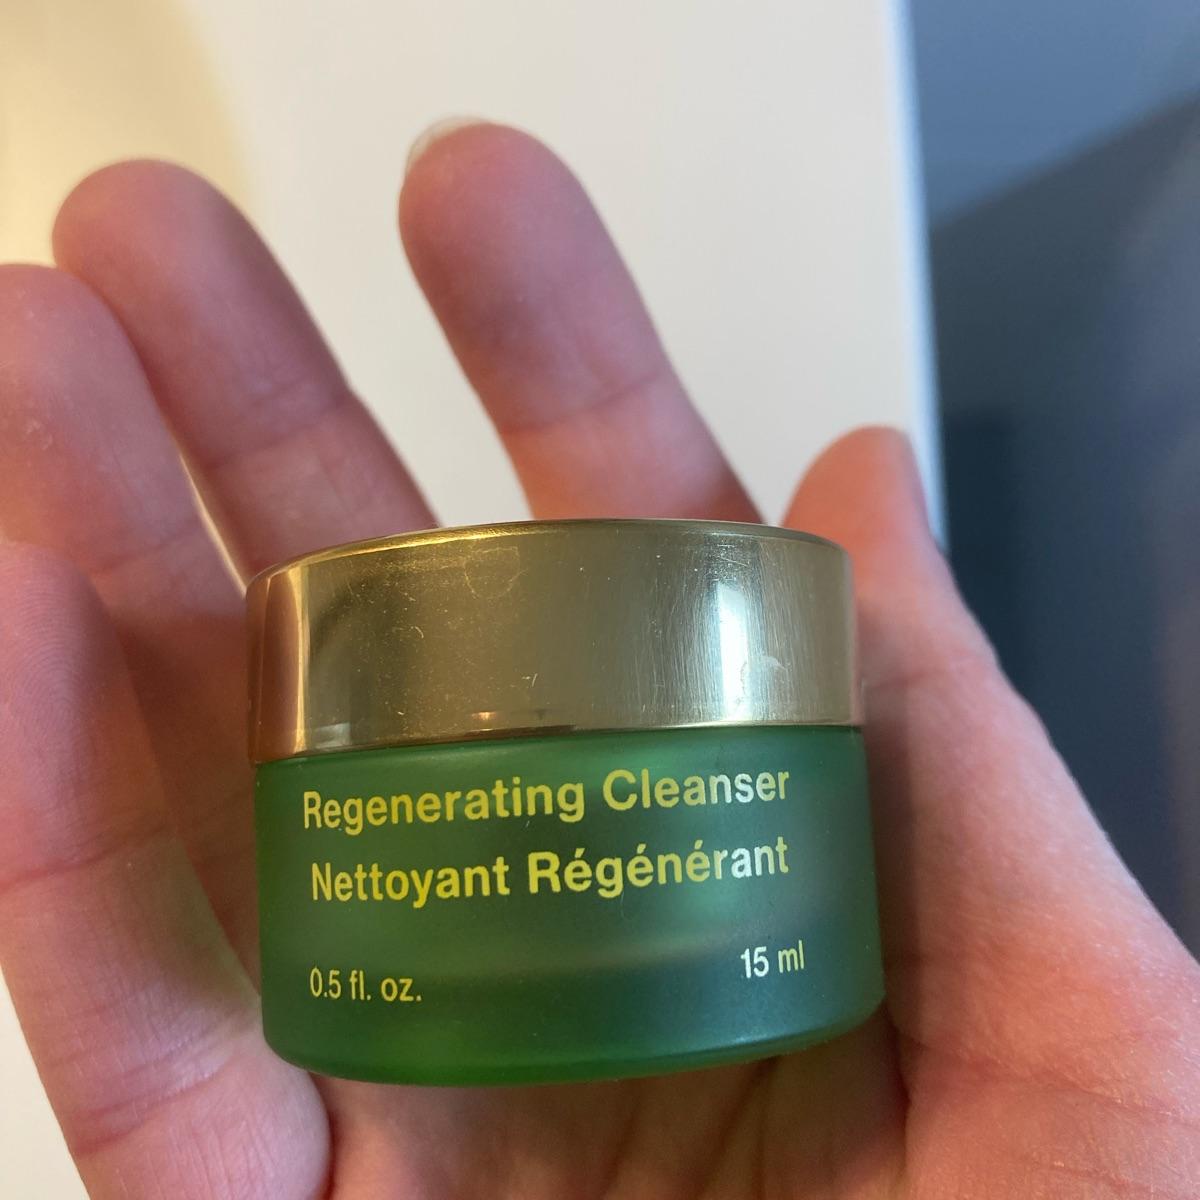 Regenerating Cleanser
Nettoyant Régénérant
0.5 fl. oz. 15 ml